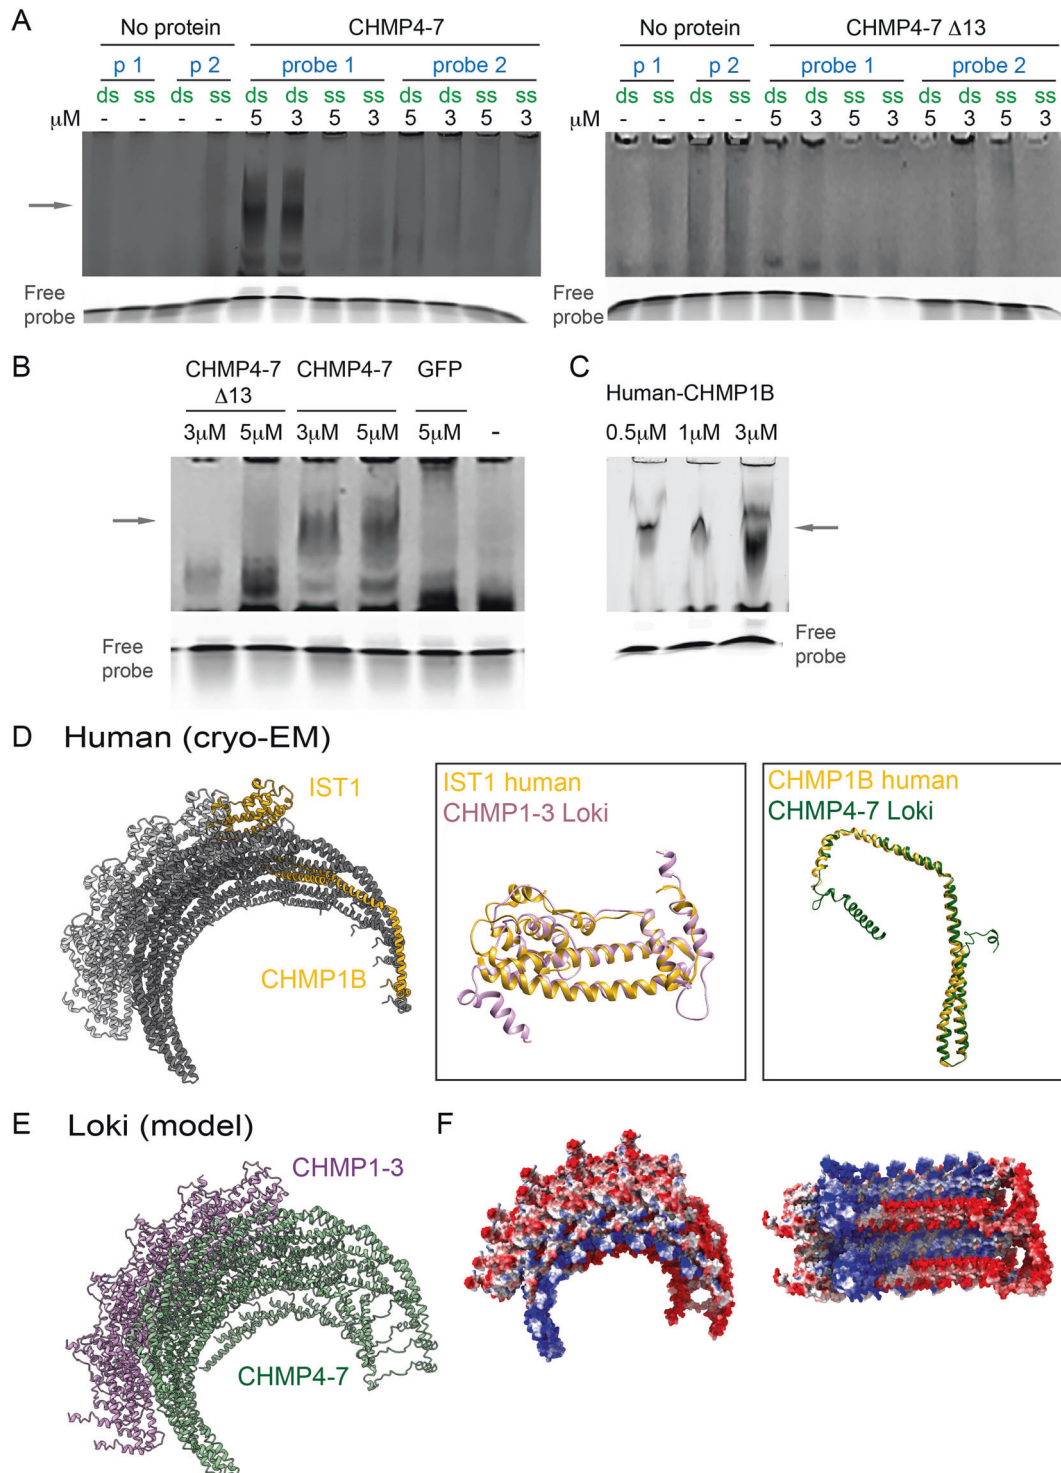 A
No protein CHMP4-7 No protein CHMP4-7 Δ13
p 1 p 2 probe 1 probe 2 p 1 p 2 probe 1 probe 2
ds ss ds ss ds ds ss ss ds ds ss ss ds ss ds ss ds ds ss ss ds ds ss ss
μM - - - - 5 3 5 3 5 3 5 3 - - - - 5 3 5 3 5 3 5 3
Free probe
Free probe
B
CHMP4-7 Δ13 CHMP4-7 GFP
3μM 5μM 3μM 5μM 5μM -
Free probe
C
Human-CHMP1B
0.5μM 1μM 3μM
Free probe
D Human (cryo-EM)
IST1
CHMP1B
IST1 human
CHMP1-3 Loki
CHMP1B human
CHMP4-7 Loki
E Loki (model)
CHMP1-3
CHMP4-7
F